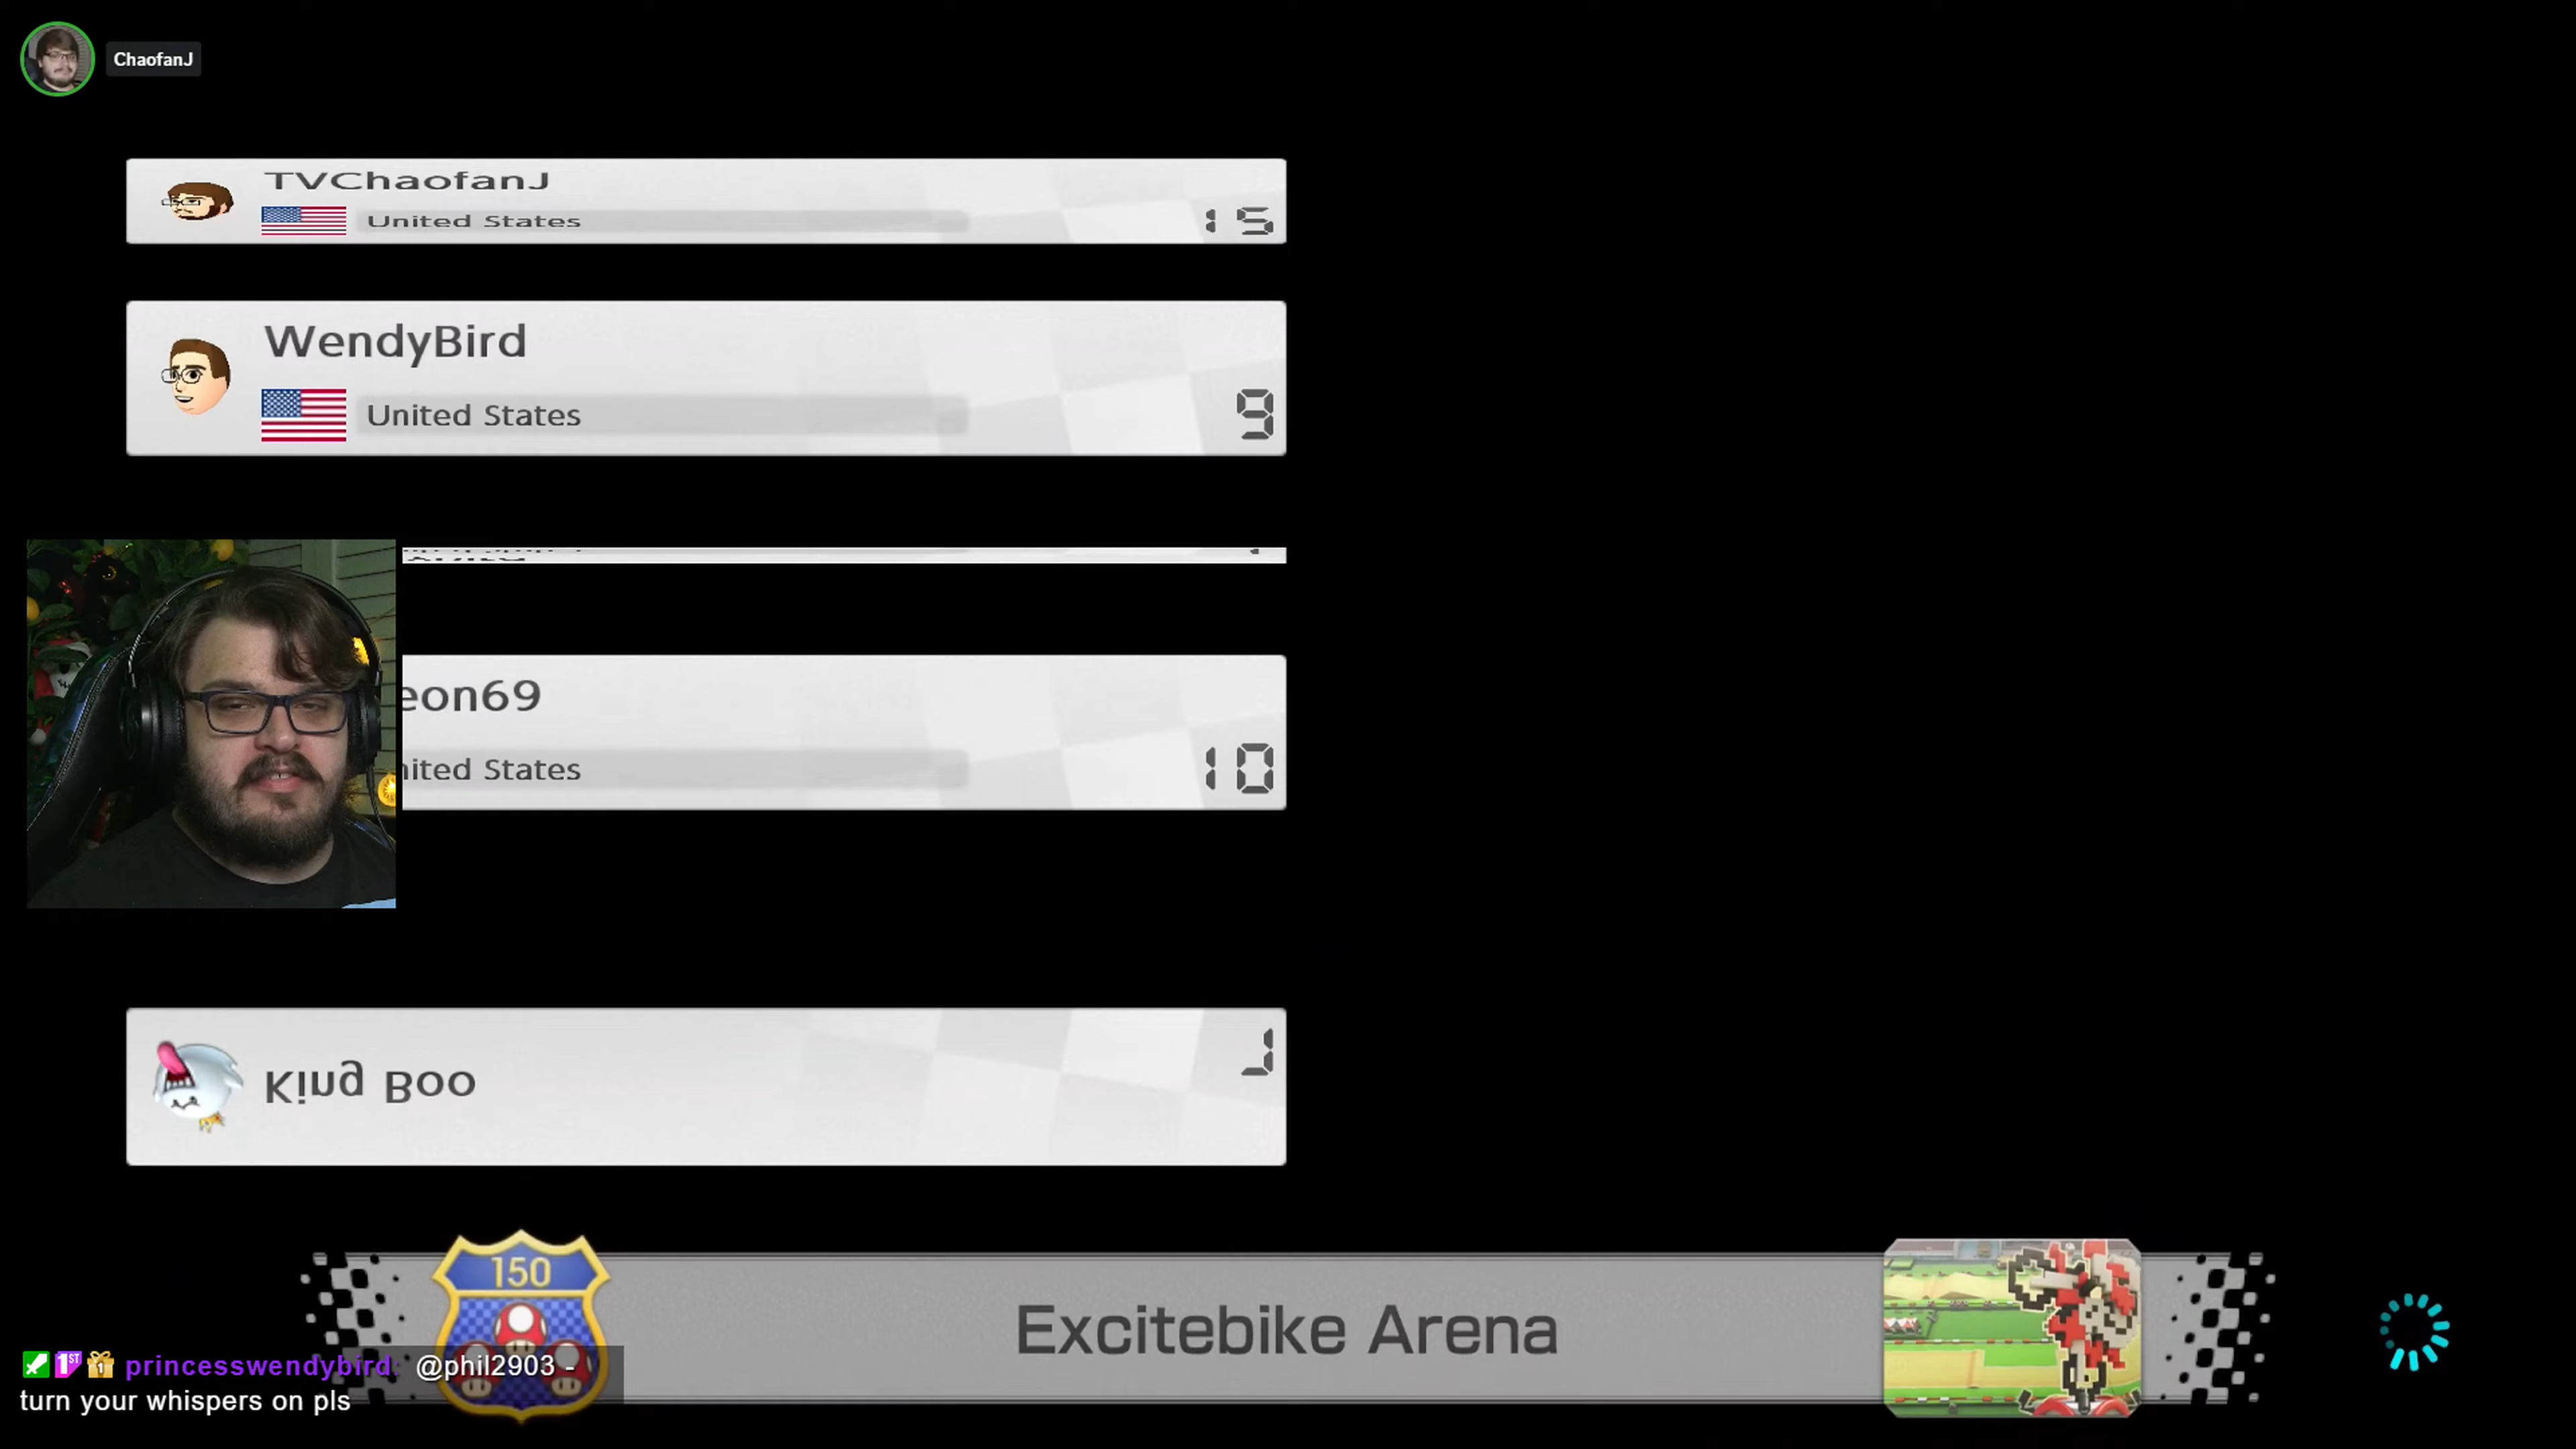 ChaofanJ
TVChaofanJ
United States
15
WendyBird
United States
9
eon69
nited States
10
King Boo
150
Excitebike Arena
princesswendybird: @phil2903 -
turn your whispers on pls